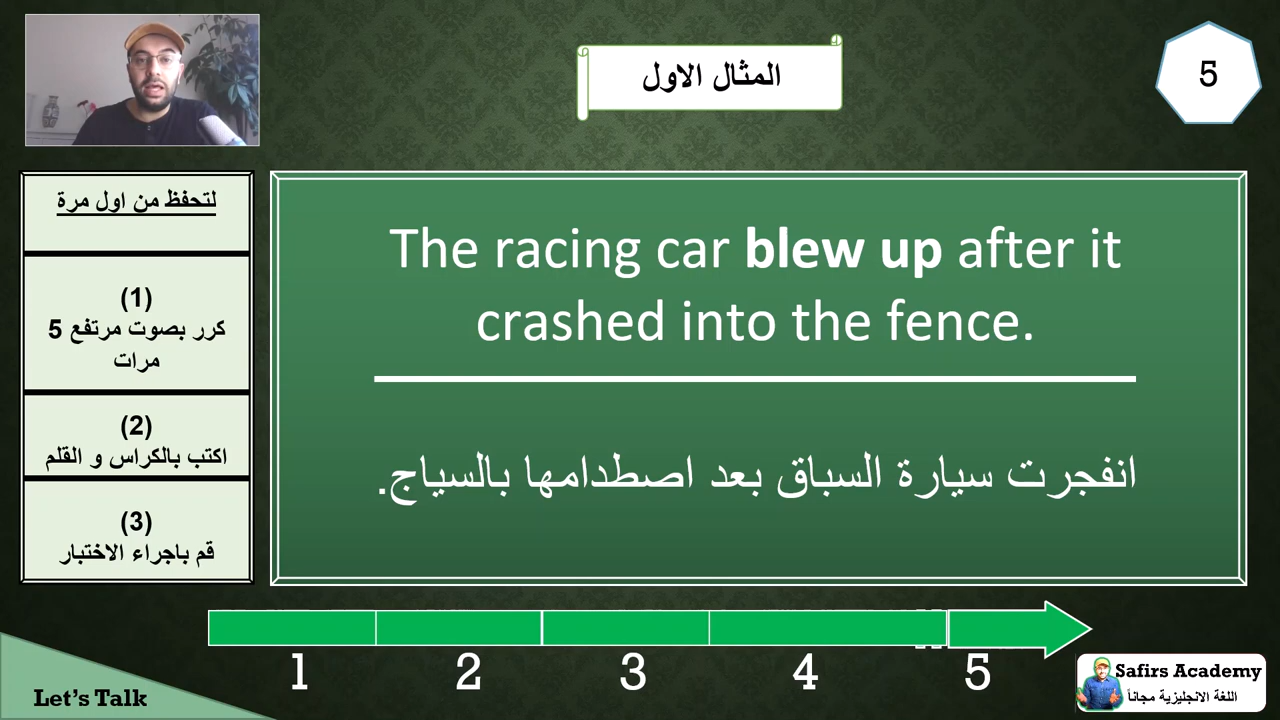 المثال الاول
5
لتحفظ من اول مرة
(1)
كرر بصوت مرتفع 5
مرات
(2)
اكتب بالكراس و القلم
(3)
قم باجراء الاختبار
The racing car blew up after it
crashed into the fence.
انفجرت سيارة السباق بعد اصطدامها بالسياج.
1 2 3 4 5
Let's Talk
Safirs Academy
اللغة الانجليزية مجاناً